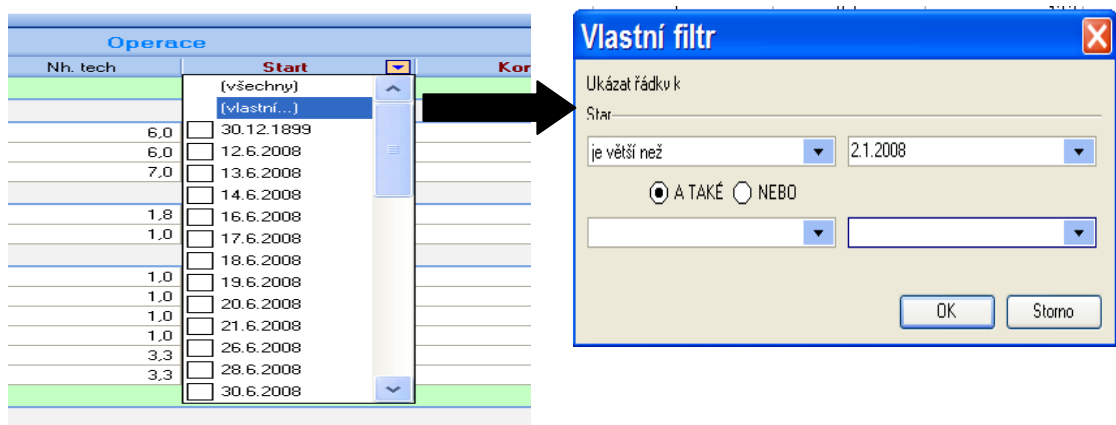 Operace
Nh. tech Start Kor
(všechny)
(vlastní...)
6,0 30.12.1899
6,0 12.6.2008
7,0 13.6.2008
14.6.2008
1,8 16.6.2008
1,0 17.6.2008
18.6.2008
1,0 19.6.2008
1,0 20.6.2008
1,0 21.6.2008
1,0
3,3 26.6.2008
3,3 28.6.2008
30.6.2008
Vlastní filtr
Ukázat řádku k
Star
je větší než 2.1.2008
A TAKÉ NEBO
OK Storno